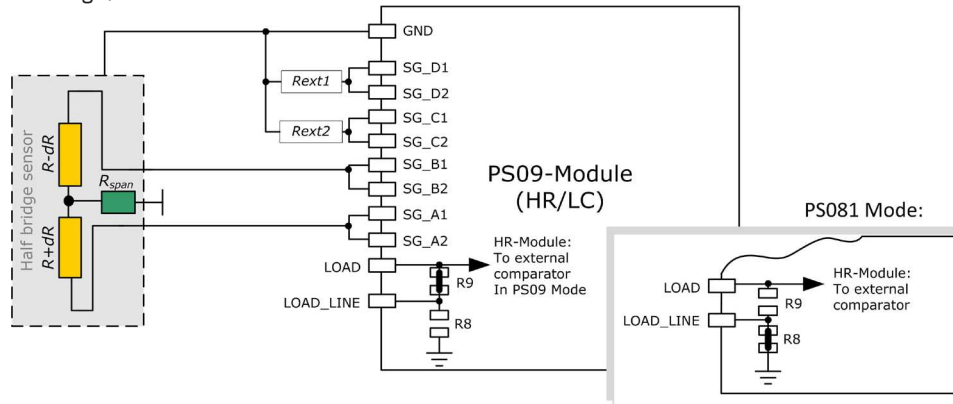 GND
SG_D1
Rext1
SG_D2
SG_C1
Rext2
SG_C2
SG_B1
SG_B2
SG_A1
SG_A2
LOAD
LOAD_LINE
Half bridge sensor
R-dR
Rspan
R+dR
PS09-Module
(HR/LC)
HR-Module:
To external
comparator
In PS09 Mode
R9
R8
PS081 Mode:
LOAD
LOAD_LINE
HR-Module:
To external
comparator
R9
R8